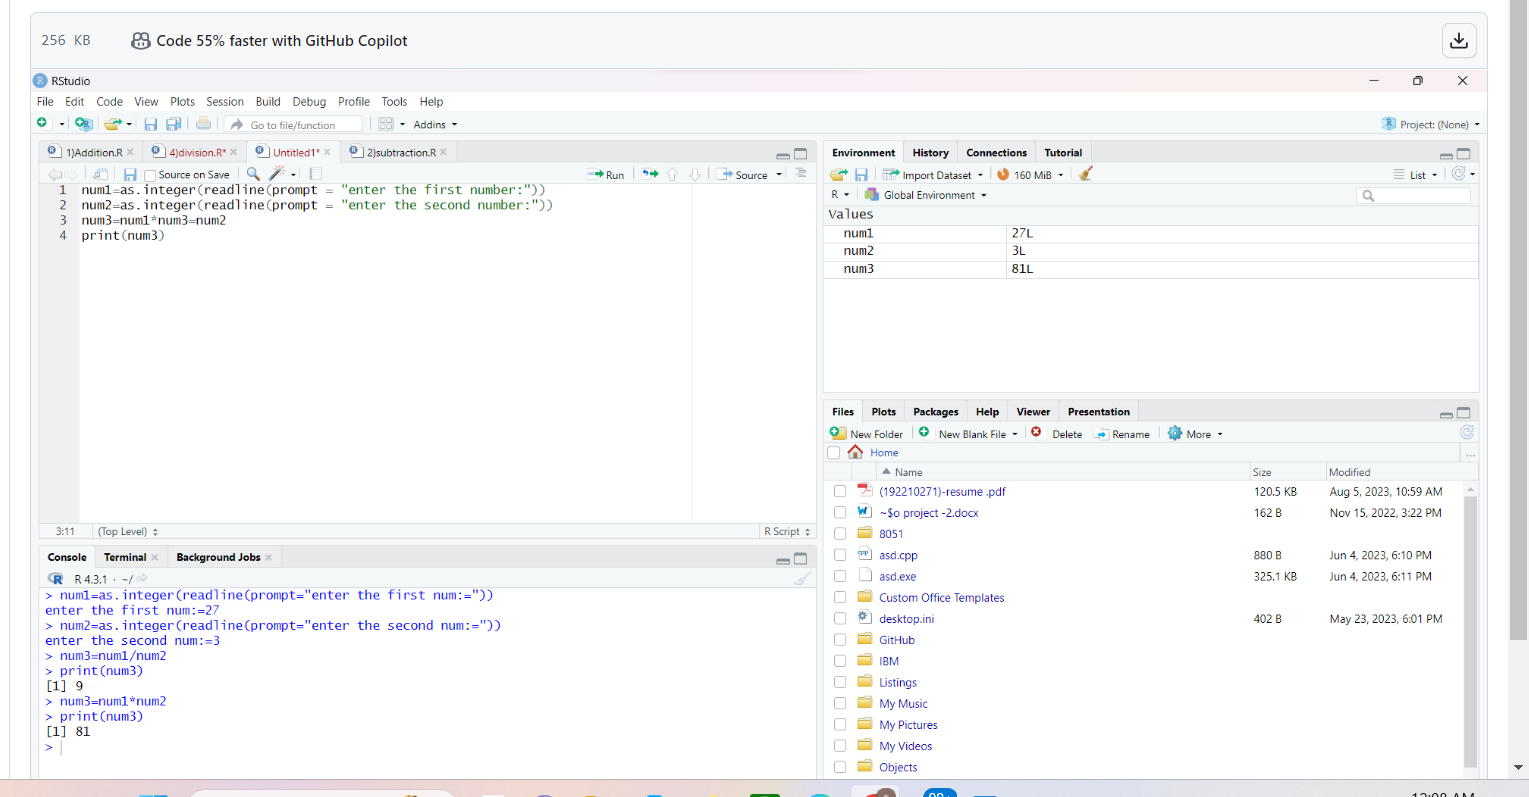 256 KB Code 55% faster with GitHub Copilot
RStudio
File Edit Code View Plots Session Build Debug Profile Tools Help
Go to file/function Addins Project: (None)
1)Addition.R 4)division.R* Untitled1* 2)subtraction.R
Source on Save Run Source
1 num1=as.integer(readline(prompt = "enter the first number:"))
2 num2=as.integer(readline(prompt = "enter the second number:"))
3 num3=num1*num3=num2
4 print(num3)
3:11 (Top Level) R Script
Console Terminal Background Jobs
R 4.3.1 · ~/
> num1=as.integer(readline(prompt="enter the first num:="))
enter the first num:=27
> num2=as.integer(readline(prompt="enter the second num:="))
enter the second num:=3
> num3=num1/num2
> print(num3)
[1] 9
> num3=num1*num2
> print(num3)
[1] 81
>
Environment History Connections Tutorial
Import Dataset 160 MiB List
R Global Environment
Values
num1 27L
num2 3L
num3 81L
Files Plots Packages Help Viewer Presentation
New Folder New Blank File Delete Rename More
Home ...
Name Size Modified
(192210271)-resume .pdf 120.5 KB Aug 5, 2023, 10:59 AM
~$o project -2.docx 162 B Nov 15, 2022, 3:22 PM
8051
asd.cpp 880 B Jun 4, 2023, 6:10 PM
asd.exe 325.1 KB Jun 4, 2023, 6:11 PM
Custom Office Templates
desktop.ini 402 B May 23, 2023, 6:01 PM
GitHub
IBM
Listings
My Music
My Pictures
My Videos
Objects
99+ 12:08 AM